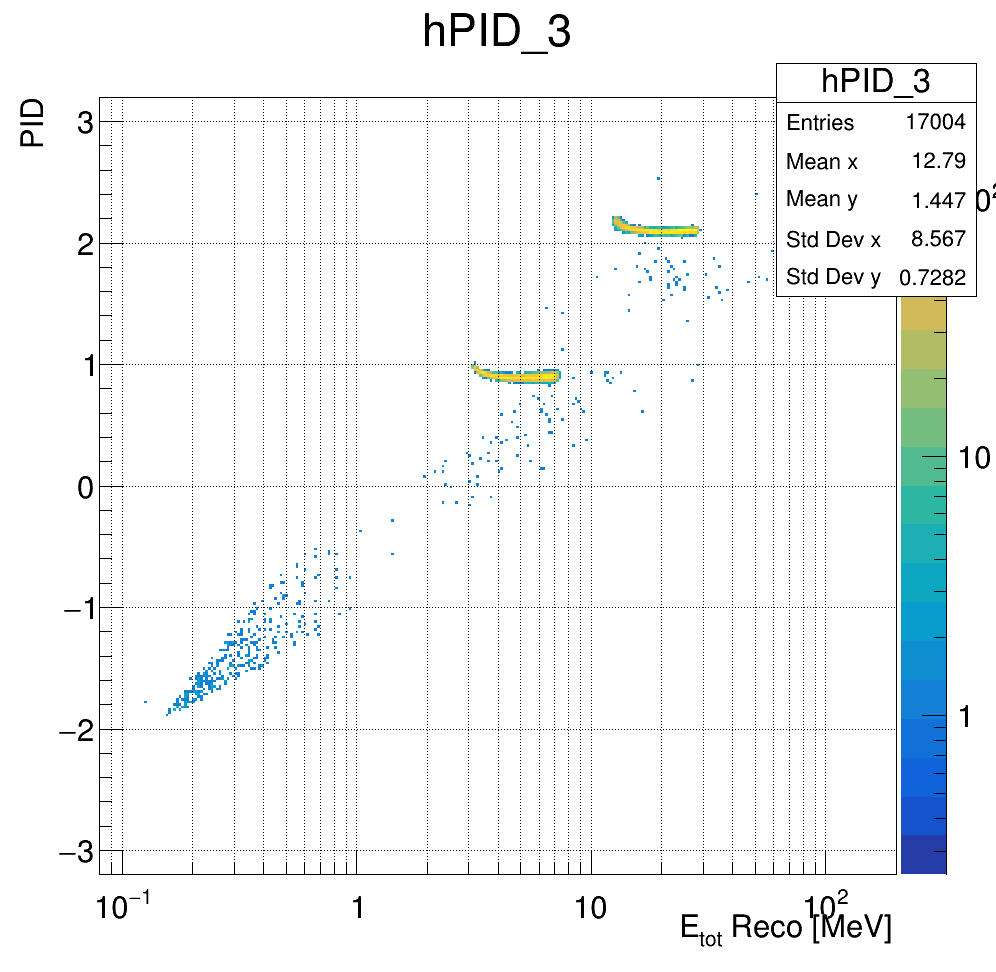 hPID_3
PID
hPID_3
Entries 17004
Mean x 12.79
Mean y 1.447
Std Dev x 8.567
Std Dev y 0.7282
3
2
1
0
−1
−2
−3
10⁻¹
1
10
10²
E_tot Reco [MeV]
0²
10
1